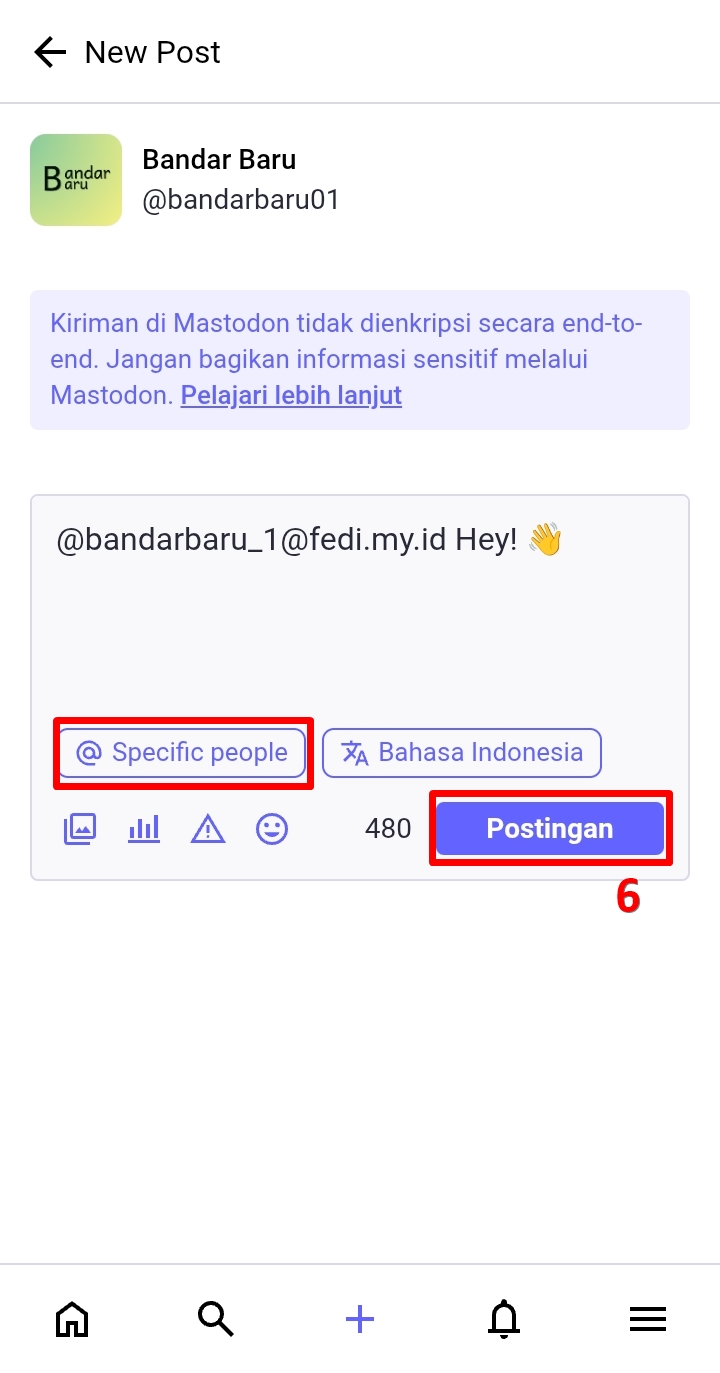 New Post
Bandar
Baru
Bandar Baru
@bandarbaru01
Kiriman di Mastodon tidak dienkripsi secara end-to-
end. Jangan bagikan informasi sensitif melalui
Mastodon. Pelajari lebih lanjut
@bandarbaru_1@fedi.my.id Hey! 👋
Specific people
Bahasa Indonesia
480
Postingan
6